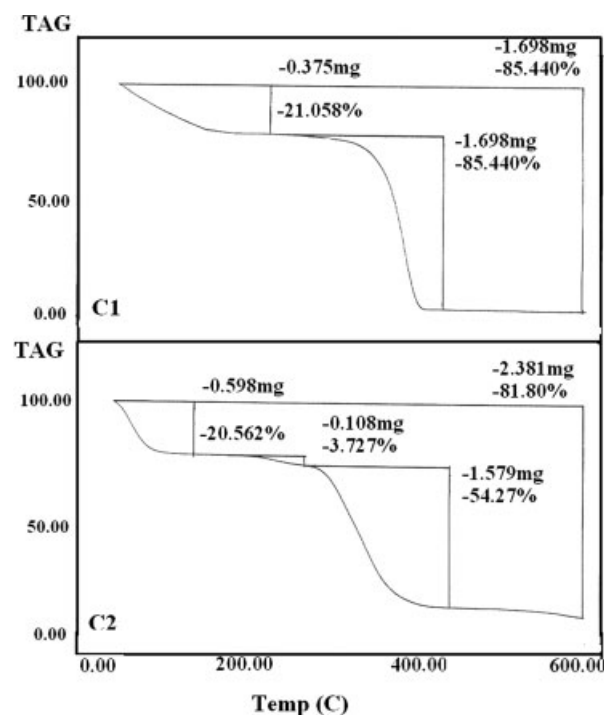 TAG
100.00
50.00
0.00
-0.375mg
-21.058%
-1.698mg
-85.440%
-1.698mg
-85.440%
C1
TAG
100.00
50.00
0.00
-0.598mg
-20.562%
-0.108mg
-3.727%
-2.381mg
-81.80%
-1.579mg
-54.27%
C2
0.00 200.00 400.00 600.00
Temp (C)